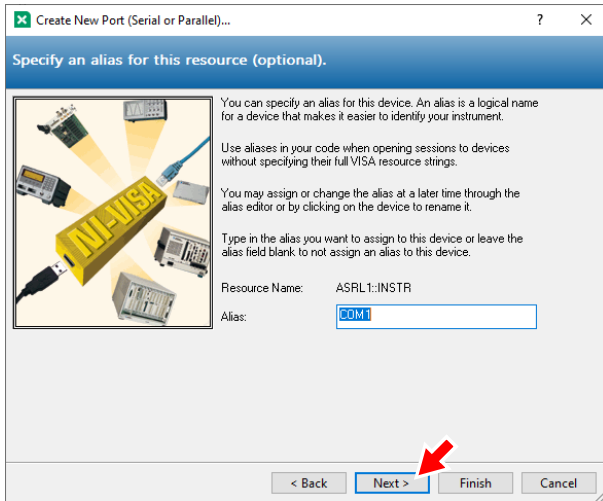 Create New Port (Serial or Parallel)...
?
Specify an alias for this resource (optional).
NI-VISA
You can specify an alias for this device. An alias is a logical name
for a device that makes it easier to identify your instrument.
Use aliases in your code when opening sessions to devices
without specifying their full VISA resource strings.
You may assign or change the alias at a later time through the
alias editor or by clicking on the device to rename it.
Type in the alias you want to assign to this device or leave the
alias field blank to not assign an alias to this device.
Resource Name: ASRL1::INSTR
Alias: COM1
< Back Next > Finish Cancel